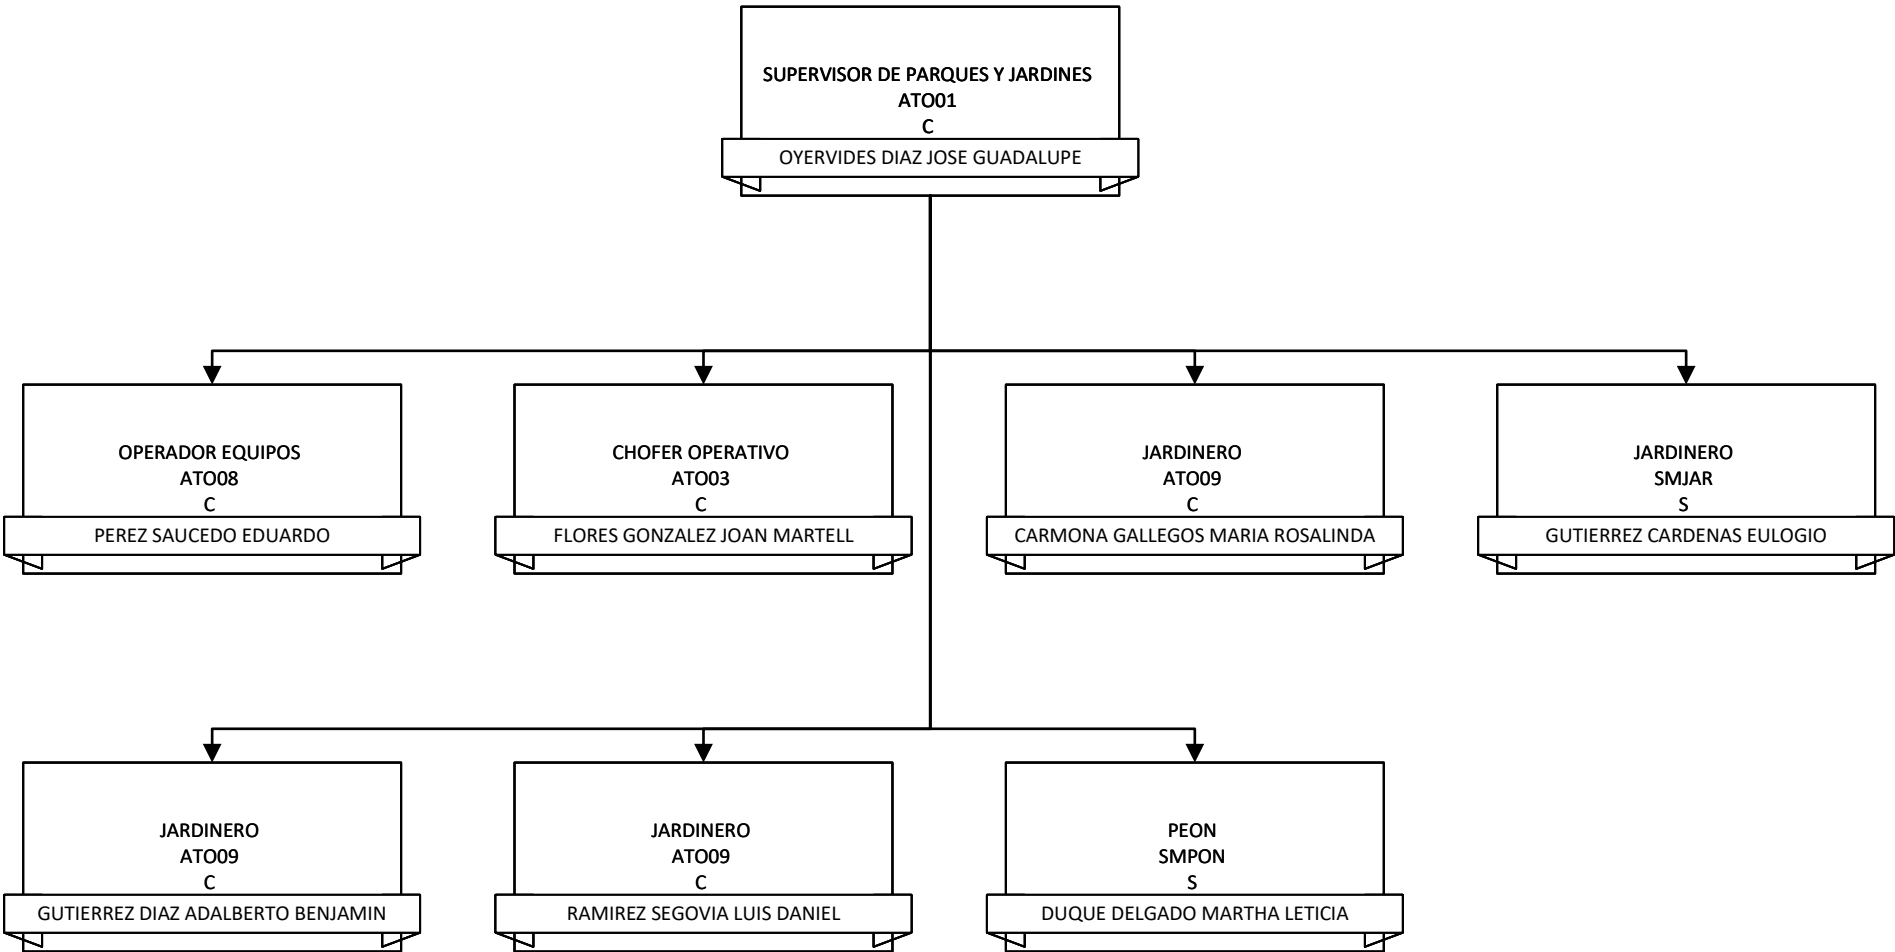 SUPERVISOR DE PARQUES Y JARDINES
ATO01
C
OYERVIDES DIAZ JOSE GUADALUPE
OPERADOR EQUIPOS
ATO08
C
PEREZ SAUCEDO EDUARDO
CHOFER OPERATIVO
ATO03
C
FLORES GONZALEZ JOAN MARTELL
JARDINERO
ATO09
C
CARMONA GALLEGOS MARIA ROSALINDA
JARDINERO
SMJAR
S
GUTIERREZ CARDENAS EULOGIO
JARDINERO
ATO09
C
GUTIERREZ DIAZ ADALBERTO BENJAMIN
JARDINERO
ATO09
C
RAMIREZ SEGOVIA LUIS DANIEL
PEON
SMPON
S
DUQUE DELGADO MARTHA LETICIA